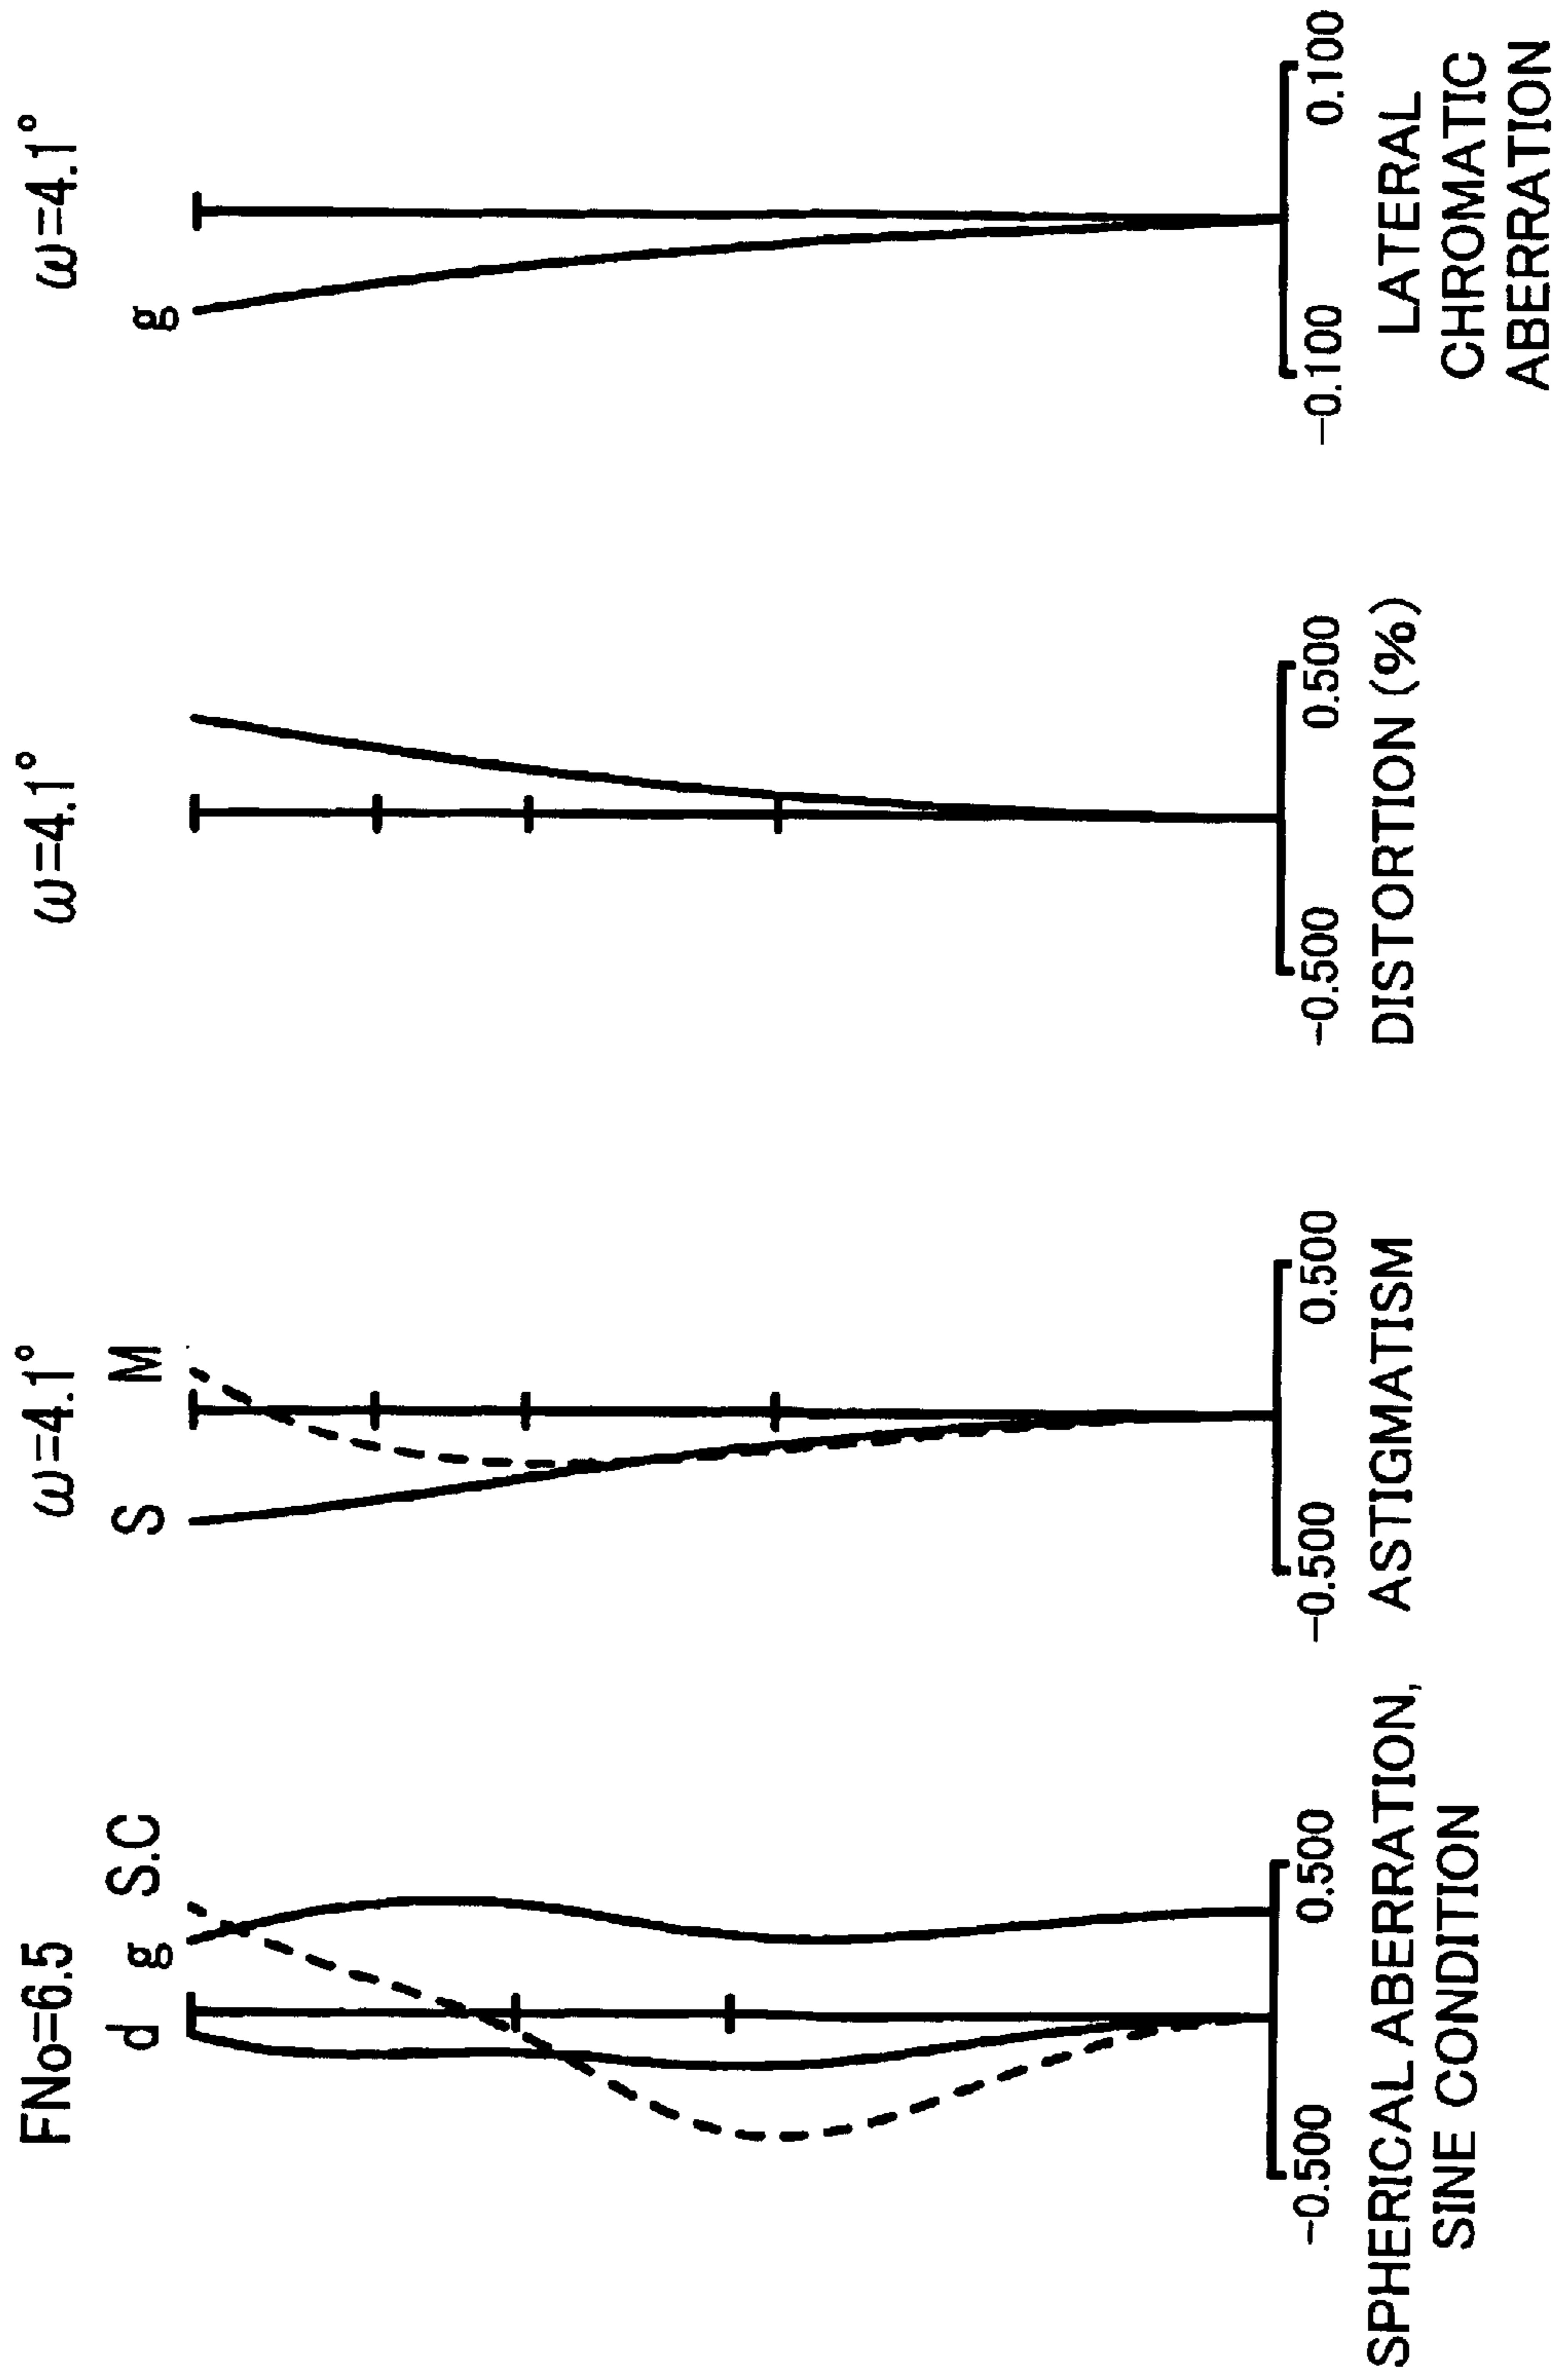 FNo=6.5
d g S.C
-0.500 0.500
SPHERICAL ABERRATION,
SINE CONDITION
ω=4.1°
S M
-0.500 0.500
ASTIGMATISM
ω=4.1°
-0.500 0.500
DISTORTION (%)
ω=4.1°
g
-0.100 0.100
LATERAL
CHROMATIC
ABERRATION